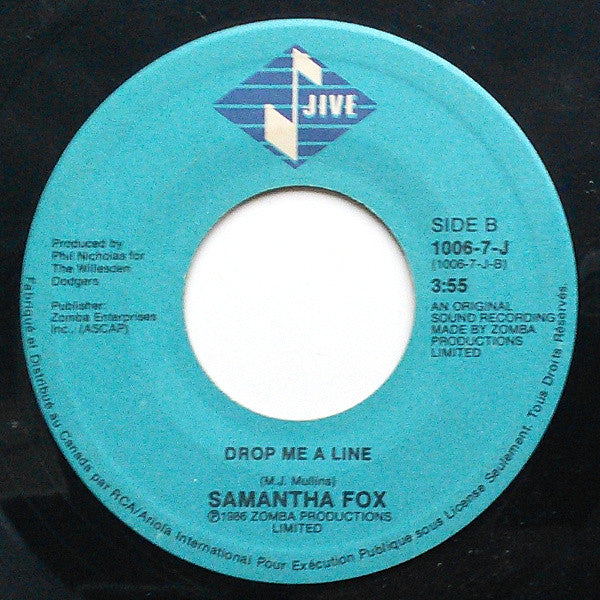 JIVE
SIDE B
1006-7-J
(1006-7-J-B)
3:55
AN ORIGINAL
SOUND RECORDING
MADE BY ZOMBA
PRODUCTIONS
LIMITED
Produced by
Phil Nicholas for
The Willesden
Dodgers
Publisher:
Zomba Enterprises
Inc., (ASCAP)
DROP ME A LINE
(M.J. Mullins)
SAMANTHA FOX
℗1986 ZOMBA PRODUCTIONS
LIMITED
Fabriqué et Distribué au Canada par RCA/Ariola International Pour Exécution Publique sous License Seulement. Tous Droits Réservés.